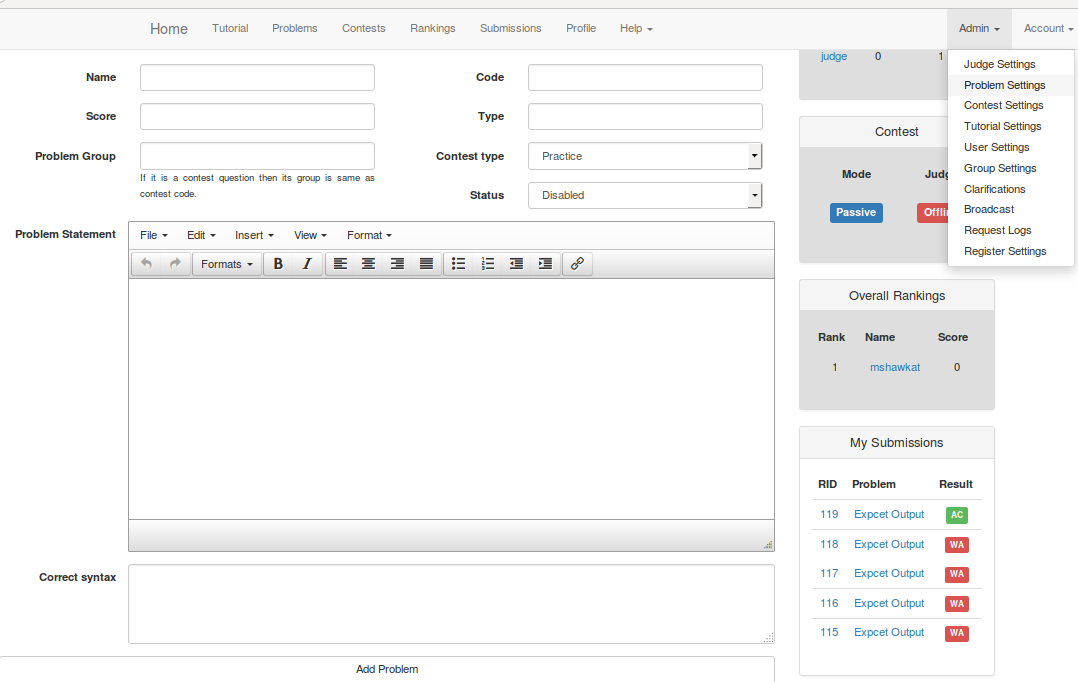 Home Tutorial Problems Contests Rankings Submissions Profile Help Admin Account
Name
Code
Score
Type
Problem Group
If it is a contest question then its group is same as
contest code.
Contest type Practice
Status Disabled
Problem Statement
File Edit Insert View Format
Formats B I
Correct syntax
Add Problem
judge 0 1
Judge Settings
Problem Settings
Contest Settings
Tutorial Settings
User Settings
Group Settings
Clarifications
Broadcast
Request Logs
Register Settings
Contest
Mode
Passive
Overall Rankings
Rank Name Score
1 mshawkat 0
My Submissions
RID Problem Result
119 Expcet Output AC
118 Expcet Output WA
117 Expcet Output WA
116 Expcet Output WA
115 Expcet Output WA